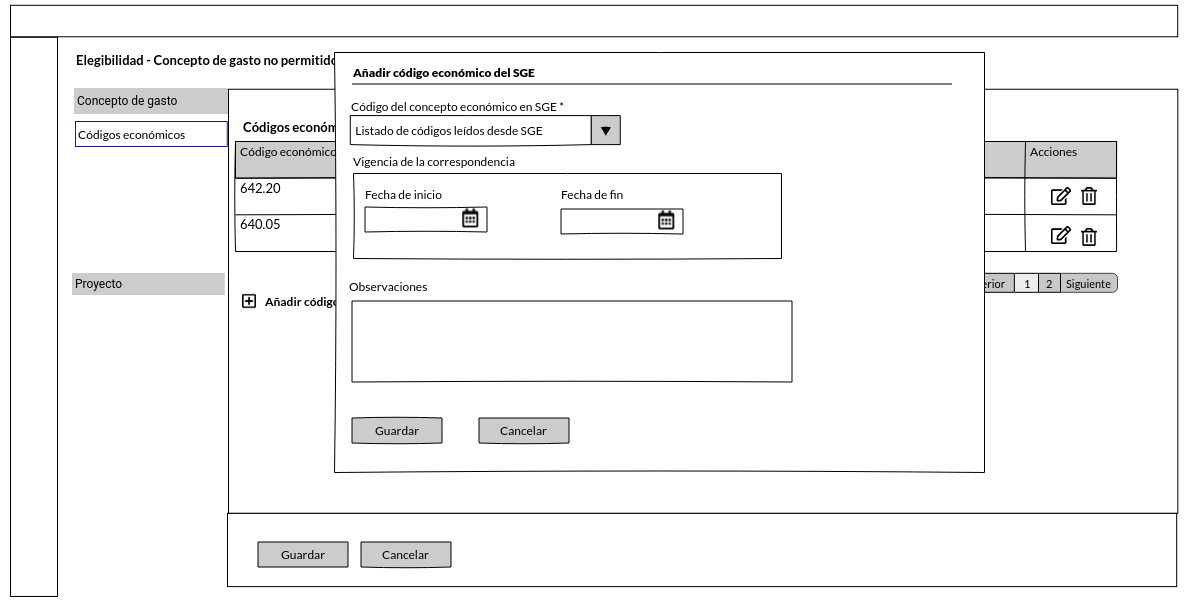 Elegibilidad - Concepto de gasto no permitido
Concepto de gasto
Códigos económicos
Proyecto
Códigos económ
Código económico
642.20
640.05
Añadir código
Acciones
erior 1 2 Siguiente
Añadir código económico del SGE
Código del concepto económico en SGE *
Listado de códigos leídos desde SGE
Vigencia de la correspondencia
Fecha de inicio
Fecha de fin
Observaciones
Guardar Cancelar
Guardar Cancelar